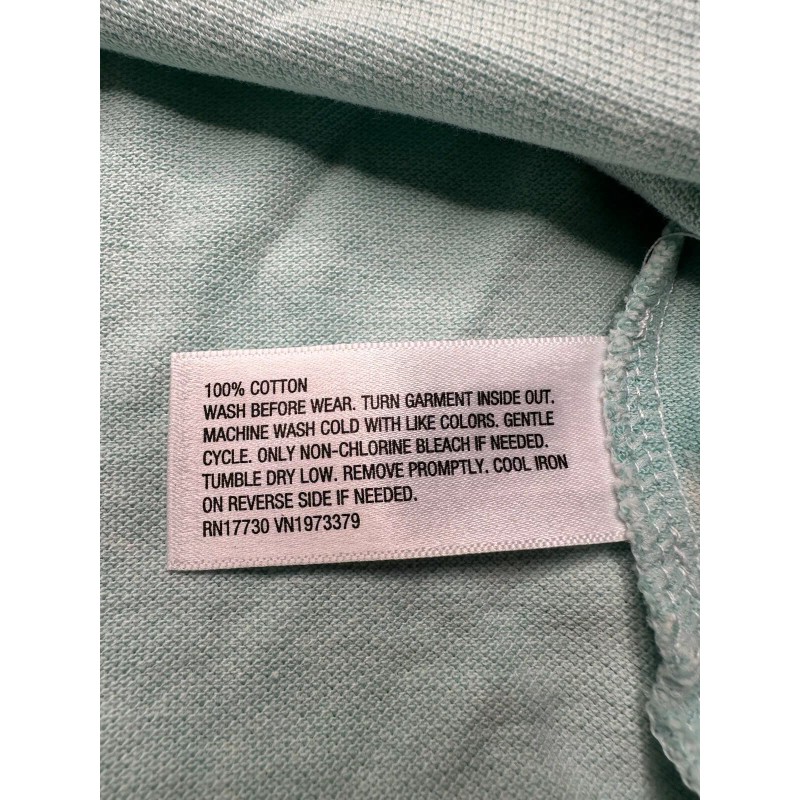 100% COTTON
WASH BEFORE WEAR. TURN GARMENT INSIDE OUT.
MACHINE WASH COLD WITH LIKE COLORS. GENTLE
CYCLE. ONLY NON-CHLORINE BLEACH IF NEEDED.
TUMBLE DRY LOW. REMOVE PROMPTLY. COOL IRON
ON REVERSE SIDE IF NEEDED.
RN17730 VN1973379